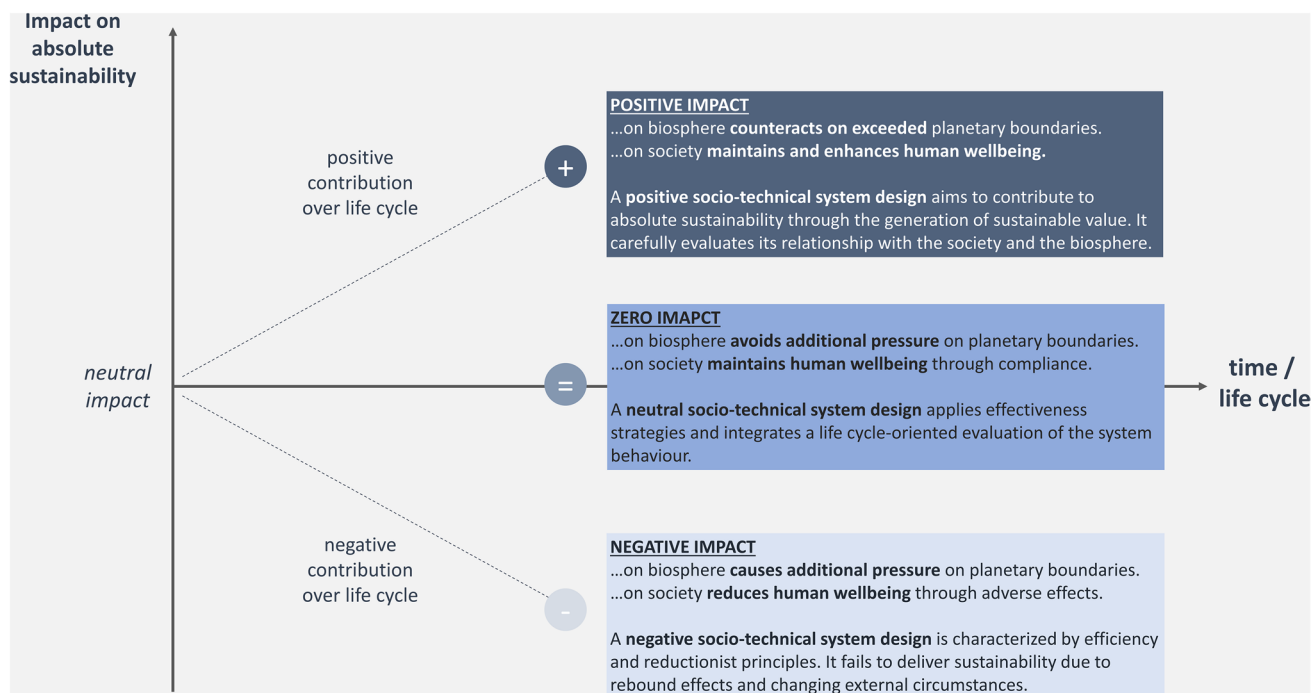 Impact on
absolute
sustainability
positive
contribution
over life cycle
+
POSITIVE IMPACT
...on biosphere counteracts on exceeded planetary boundaries.
...on society maintains and enhances human wellbeing.
A positive socio-technical system design aims to contribute to
absolute sustainability through the generation of sustainable value. It
carefully evaluates its relationship with the society and the biosphere.
neutral
impact
=
ZERO IMAPCT
...on biosphere avoids additional pressure on planetary boundaries.
...on society maintains human wellbeing through compliance.
A neutral socio-technical system design applies effectiveness
strategies and integrates a life cycle-oriented evaluation of the system
behaviour.
time /
life cycle
negative
contribution
over life cycle
-
NEGATIVE IMPACT
...on biosphere causes additional pressure on planetary boundaries.
...on society reduces human wellbeing through adverse effects.
A negative socio-technical system design is characterized by efficiency
and reductionist principles. It fails to deliver sustainability due to
rebound effects and changing external circumstances.